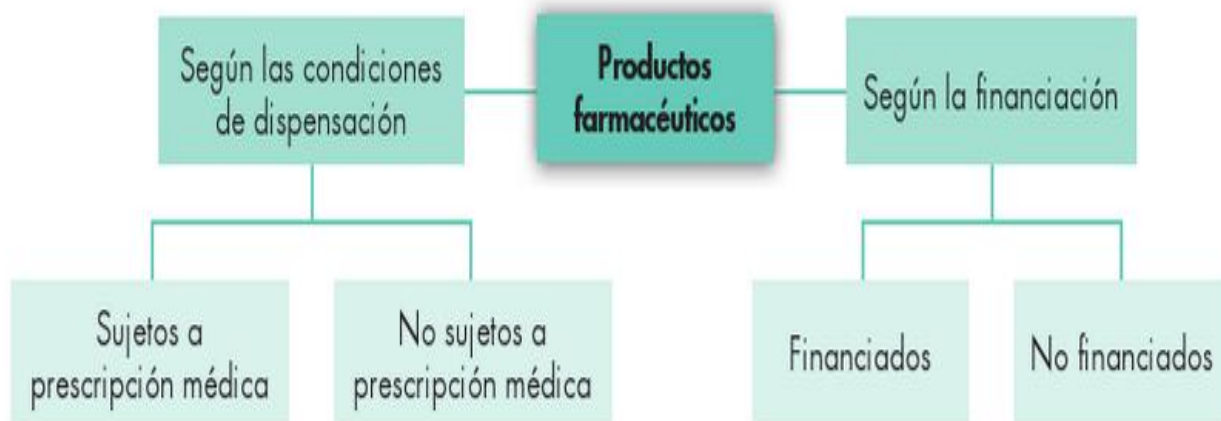 Productos
farmacéuticos
Según las condiciones
de dispensación
Según la financiación
Sujetos a
prescripción médica
No sujetos a
prescripción médica
Financiados
No financiados